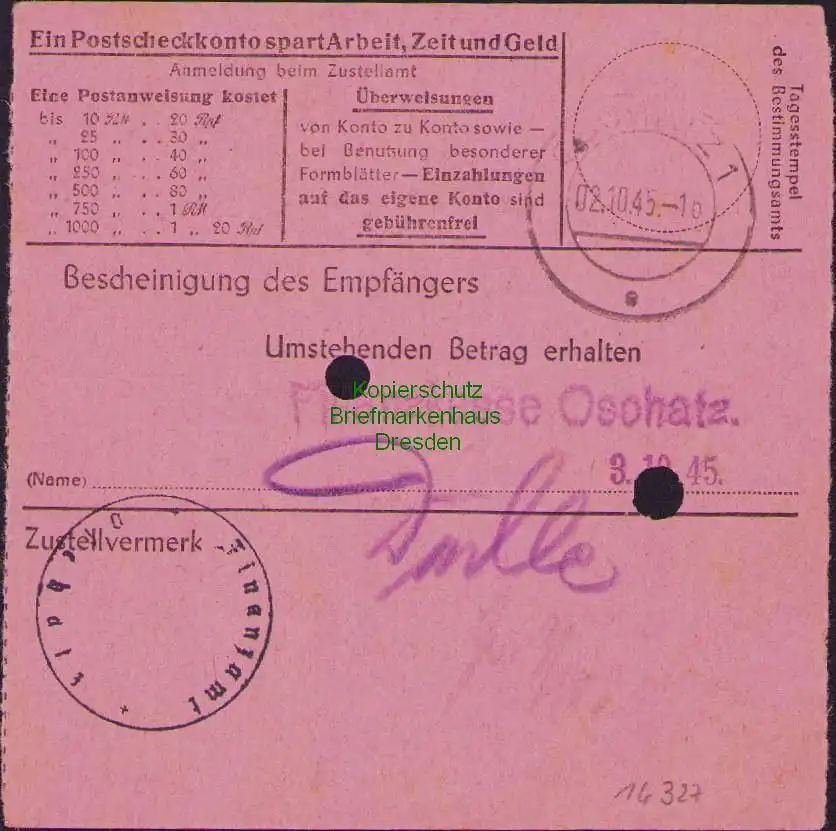 Ein Postscheckkonto spart Arbeit, Zeit und Geld
Anmeldung beim Zustellamt
Eine Postanweisung kostet
bis 10 RM . . 20 Rpf
„ 25 „ . . 30 „
„ 100 „ . . 40 „
„ 250 „ . . 60 „
„ 500 „ . . 80 „
„ 750 „ . . 1 RM
„ 1000 „ . . 1 „ 20 Rpf
Überweisungen
von Konto zu Konto sowie —
bei Benutzung besonderer
Formblätter — Einzahlungen
auf das eigene Konto sind
gebührenfrei
Tagesstempel
des Bestimmungsamts
Z 1
02.10.45.-16
a
Bescheinigung des Empfängers
Umstehenden Betrag erhalten
Kopierschutz
Briefmarkenhaus
Dresden
Oschatz.
3.10.45.
(Name)
Zustellvermerk
Finanzamt
14327